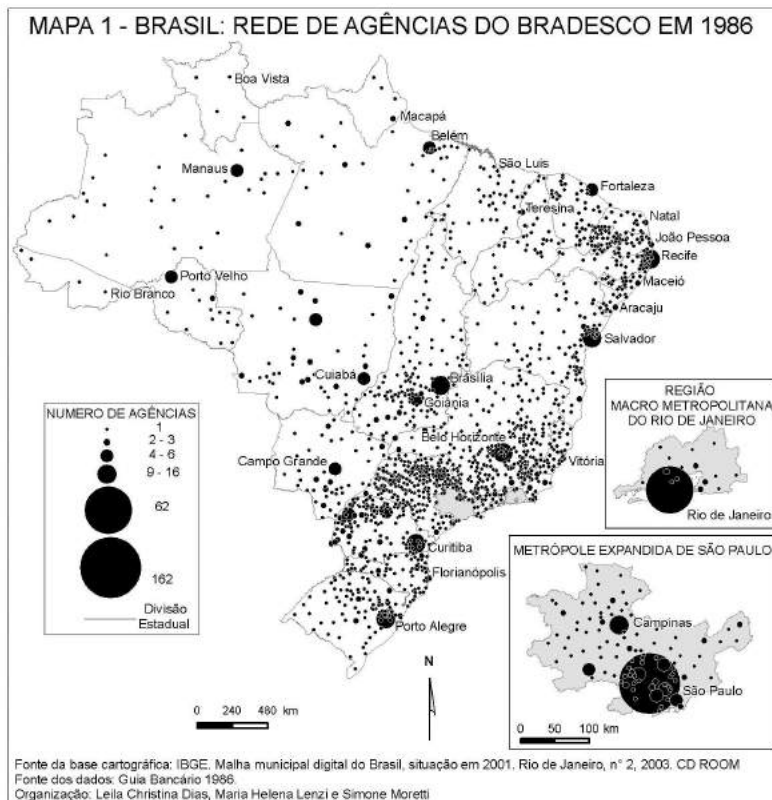 MAPA 1 - BRASIL: REDE DE AGÊNCIAS DO BRADESCO EM 1986
Boa Vista
Macapá
Belém
São Luis
Manaus
Fortaleza
Teresina
Natal
João Pessoa
Recife
Porto Velho
Maceió
Rio Branco
Aracaju
Salvador
Cuiabá
Brasília
Goiânia
Belo Horizonte
Vitória
Campo Grande
Curitiba
Florianópolis
Porto Alegre
NUMERO DE AGÊNCIAS
1
2 - 3
4 - 6
9 - 16
62
162
Divisão
Estadual
REGIÃO
MACRO METROPOLITANA
DO RIO DE JANEIRO
Rio de Janeiro
METRÓPOLE EXPANDIDA DE SÃO PAULO
Câmpinas
São Paulo
0 50 100 km
N
0 240 480 km
Fonte da base cartográfica: IBGE. Malha municipal digital do Brasil, situação em 2001. Rio de Janeiro, n° 2, 2003. CD ROOM
Fonte dos dados: Guia Bancário 1986.
Organização: Leila Christina Dias, Maria Helena Lenzi e Simone Moretti